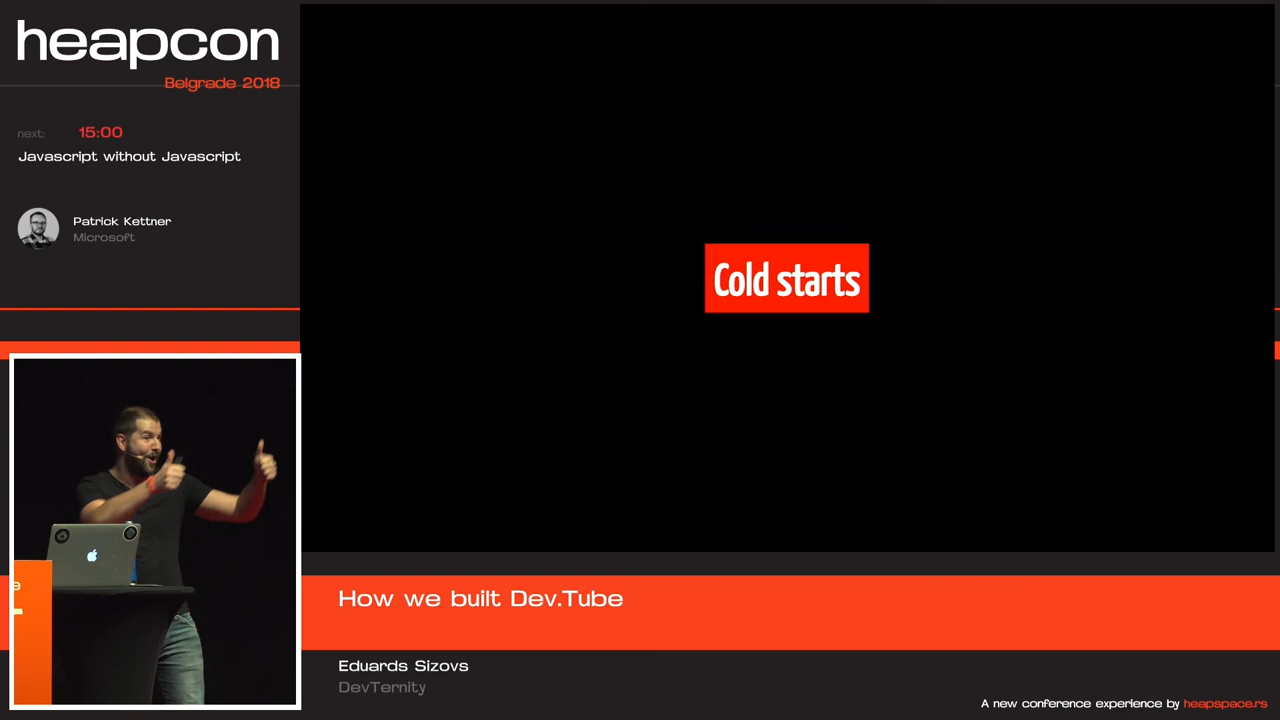 heapcon
Belgrade 2018
next: 15:00
Javascript without Javascript
Patrick Kettner
Microsoft
Cold starts
e
How we built Dev.Tube
Eduards Sizovs
DevTernity
A new conference experience by heapspace.rs